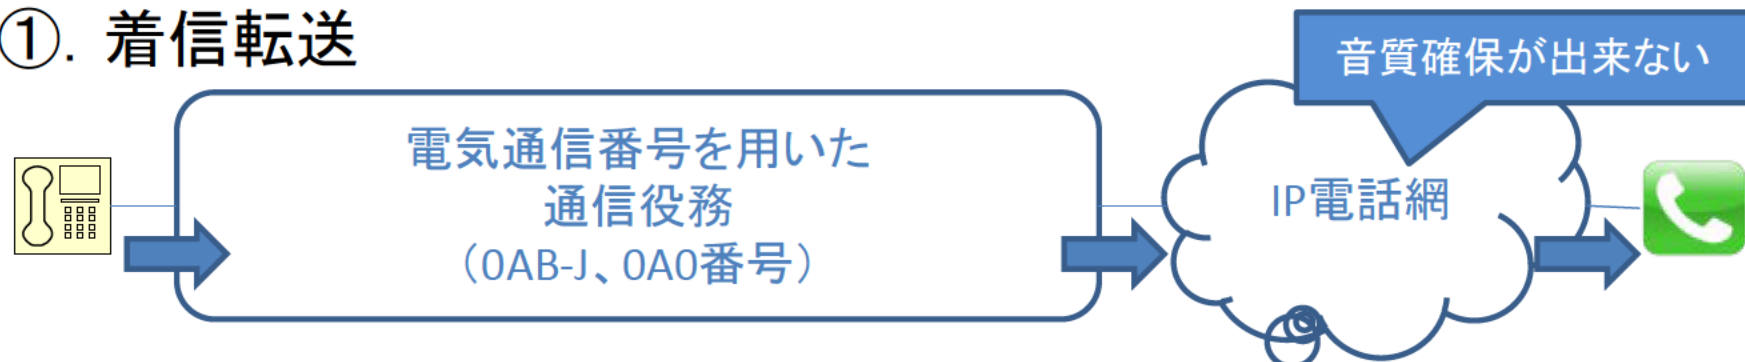 ①. 着信転送
音質確保が出来ない
電気通信番号を用いた
通信役務
（0AB-J、0A0番号）
IP電話網